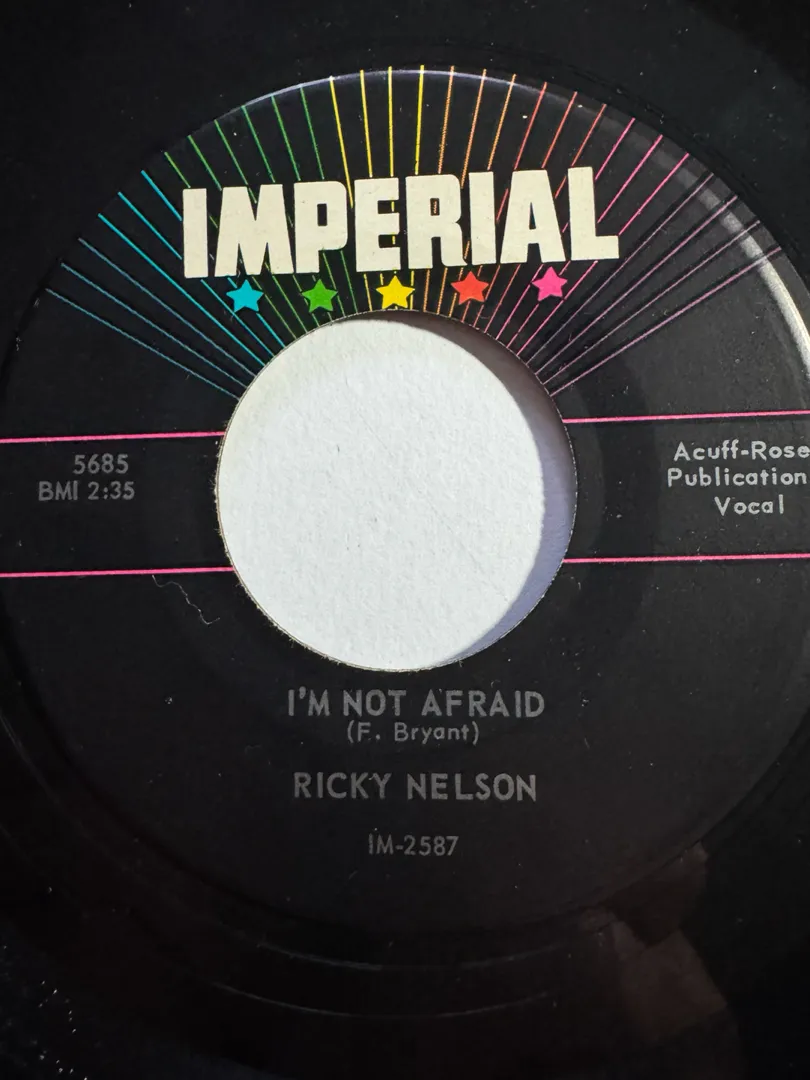 IMPERIAL
5685
BMI 2:35
Acuff-Rose
Publication
Vocal
I'M NOT AFRAID
(F. Bryant)
RICKY NELSON
IM-2587